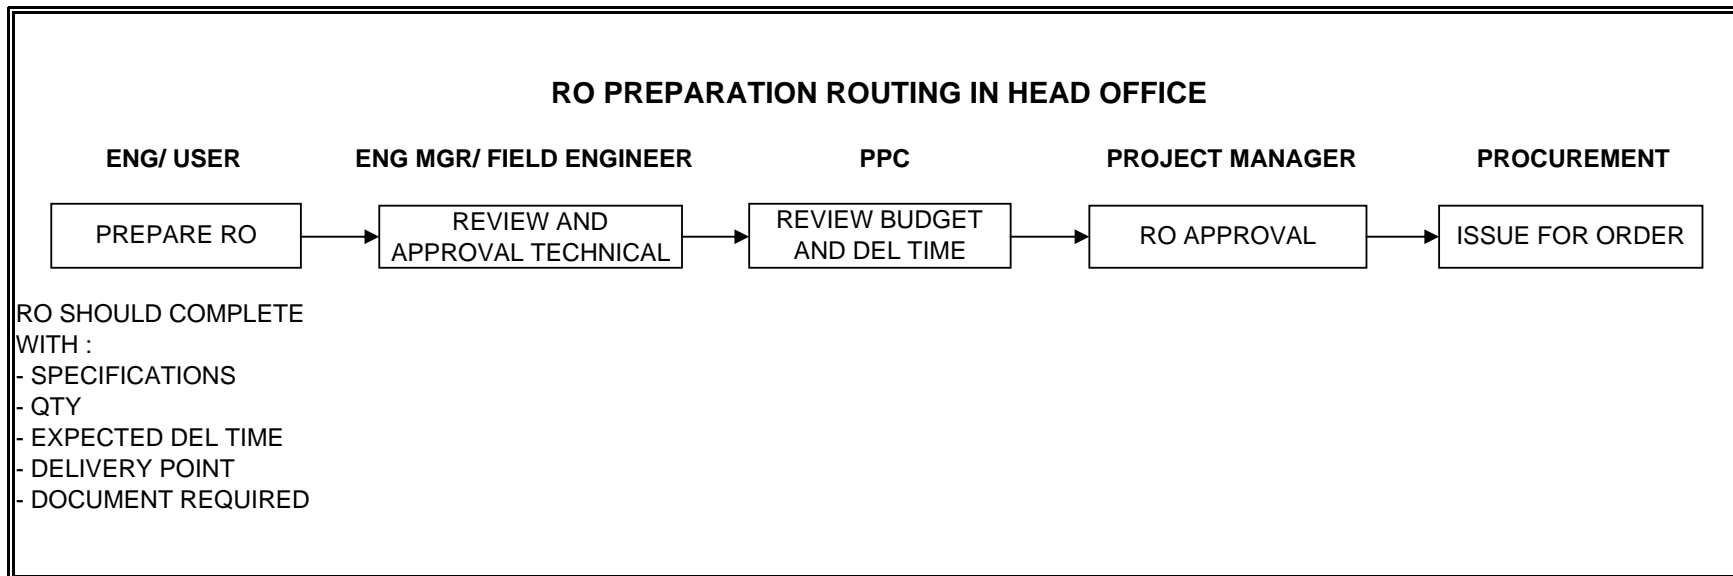 RO PREPARATION ROUTING IN HEAD OFFICE
ENG/ USER
ENG MGR/ FIELD ENGINEER
PPC
PROJECT MANAGER
PROCUREMENT
PREPARE RO
REVIEW AND
APPROVAL TECHNICAL
REVIEW BUDGET
AND DEL TIME
RO APPROVAL
ISSUE FOR ORDER
RO SHOULD COMPLETE
WITH :
- SPECIFICATIONS
- QTY
- EXPECTED DEL TIME
- DELIVERY POINT
- DOCUMENT REQUIRED